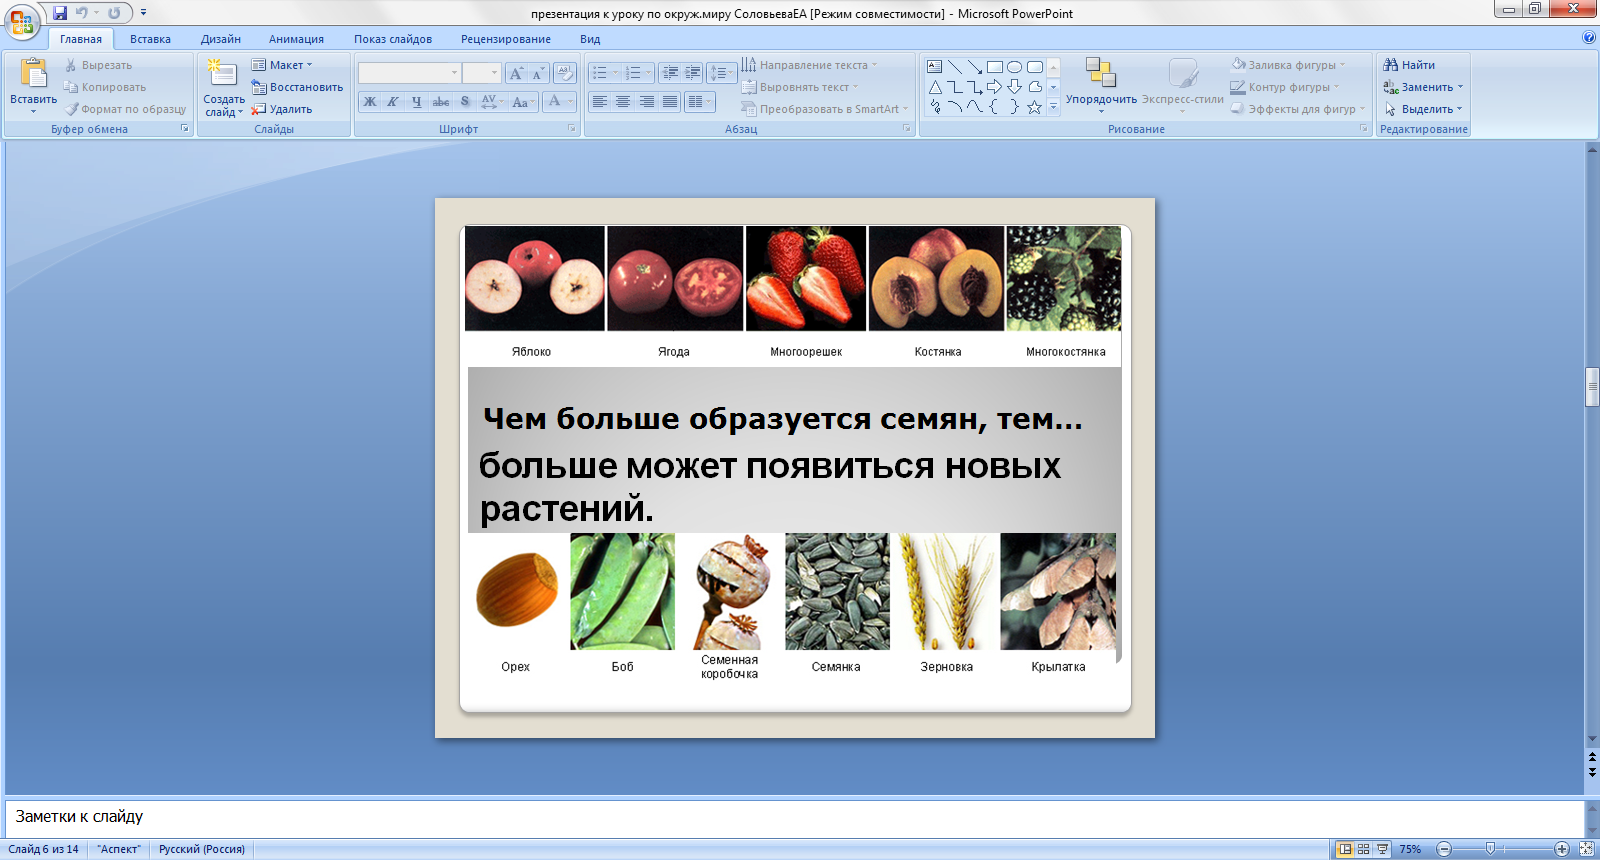 презентация к уроку по окруж.миру СоловьеваЕА [Режим совместимости] - Microsoft PowerPoint
Главная Вставка Дизайн Анимация Показ слайдов Рецензирование Вид
Вставить
Вырезать
Копировать
Формат по образцу
Буфер обмена
Создать слайд
Макет
Восстановить
Удалить
Слайды
Ж К Ч abc S AV Aa A
Шрифт
Направление текста
Выровнять текст
Преобразовать в SmartArt
Абзац
Упорядочить
Экспресс-стили
Заливка фигуры
Контур фигуры
Эффекты для фигур
Рисование
Найти
Заменить
Выделить
Редактирование
Яблоко Ягода Многоорешек Костянка Многокостянка
Чем больше образуется семян, тем...
больше может появиться новых
растений.
Орех Боб Семенная коробочка Семянка Зерновка Крылатка
Заметки к слайду
Слайд 6 из 14 "Аспект" Русский (Россия) 75%